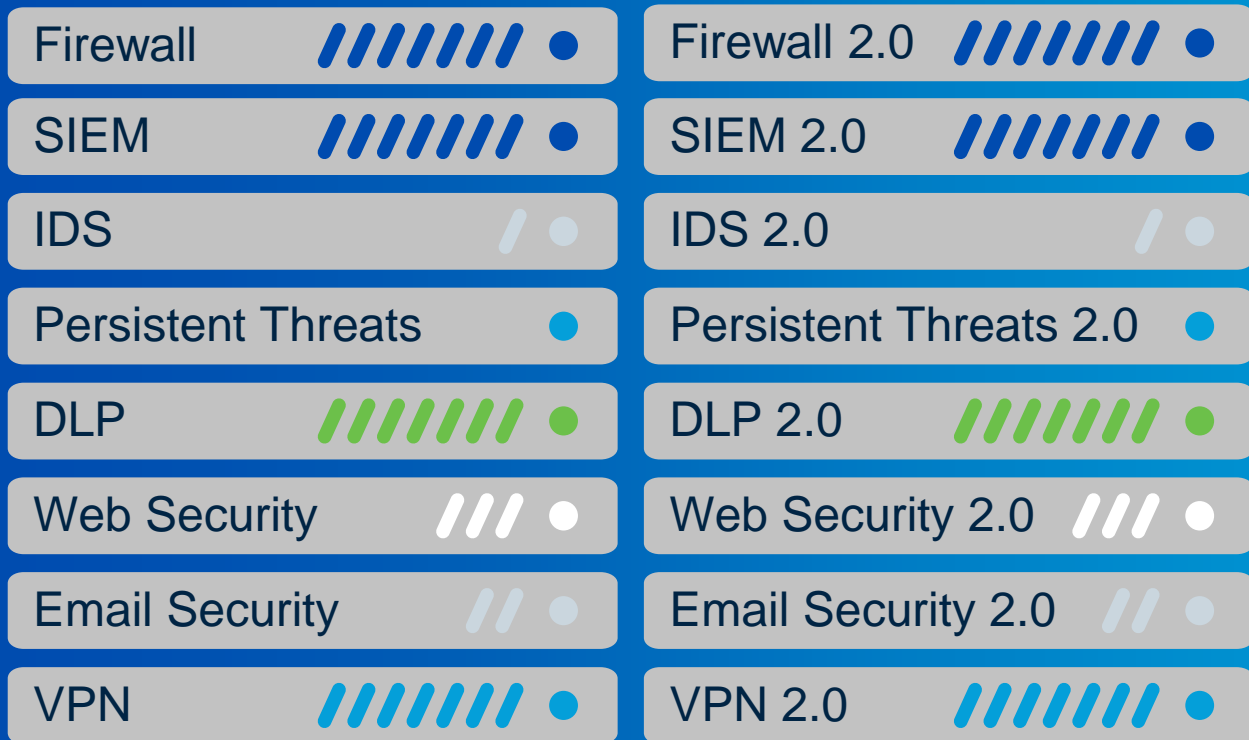 Firewall
Firewall 2.0
SIEM
SIEM 2.0
IDS
IDS 2.0
Persistent Threats
Persistent Threats 2.0
DLP
DLP 2.0
Web Security
Web Security 2.0
Email Security
Email Security 2.0
VPN
VPN 2.0